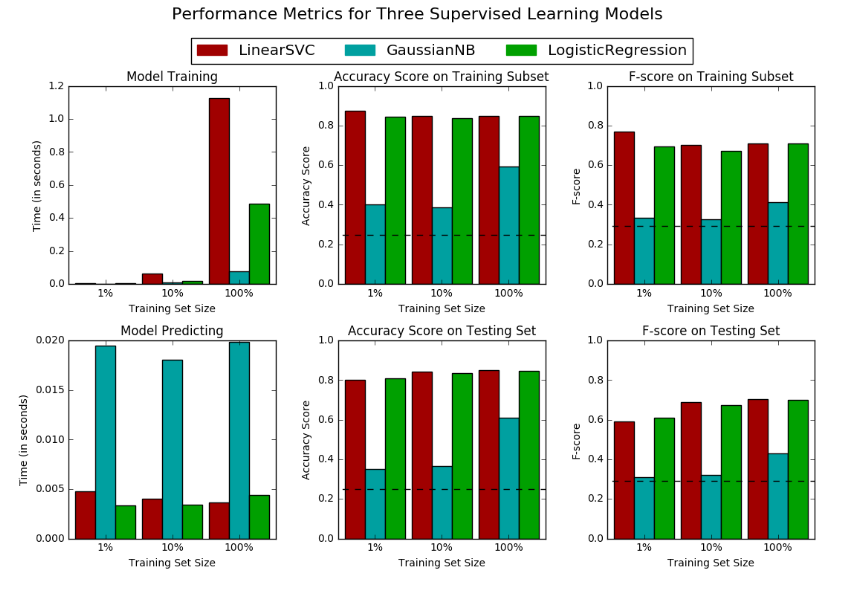 Performance Metrics for Three Supervised Learning Models
LinearSVC GaussianNB LogisticRegression
Model Training
1.2
1.0
0.8
0.6
0.4
0.2
0.0
Time (in seconds)
1% 10% 100%
Training Set Size
Accuracy Score on Training Subset
1.0
0.8
0.6
0.4
0.2
0.0
Accuracy Score
1% 10% 100%
Training Set Size
F-score on Training Subset
1.0
0.8
0.6
0.4
0.2
0.0
F-score
1% 10% 100%
Training Set Size
Model Predicting
0.020
0.015
0.010
0.005
0.000
Time (in seconds)
1% 10% 100%
Training Set Size
Accuracy Score on Testing Set
1.0
0.8
0.6
0.4
0.2
0.0
Accuracy Score
1% 10% 100%
Training Set Size
F-score on Testing Set
1.0
0.8
0.6
0.4
0.2
0.0
F-score
1% 10% 100%
Training Set Size